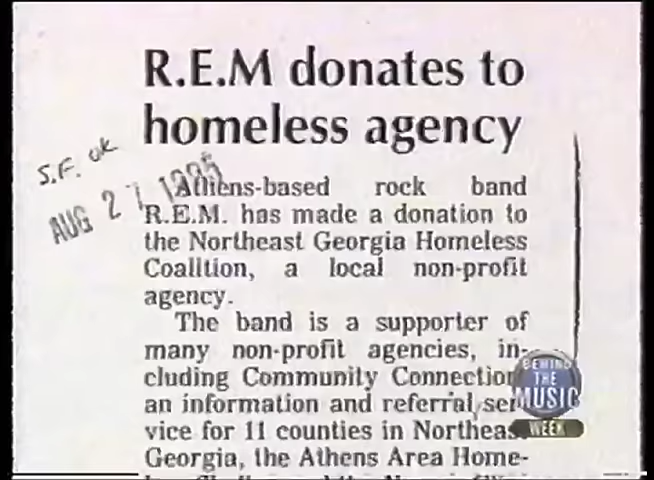 R.E.M donates to
homeless agency
S.F. OK
AUG 27 1995
Athens-based rock band
R.E.M. has made a donation to
the Northeast Georgia Homeless
Coalition, a local non-profit
agency.
The band is a supporter of
many non-profit agencies, in-
cluding Community Connection
an information and referral ser
vice for 11 counties in Northeas
Georgia, the Athens Area Home-
BEHIND
THE
MUSIC
WEEK